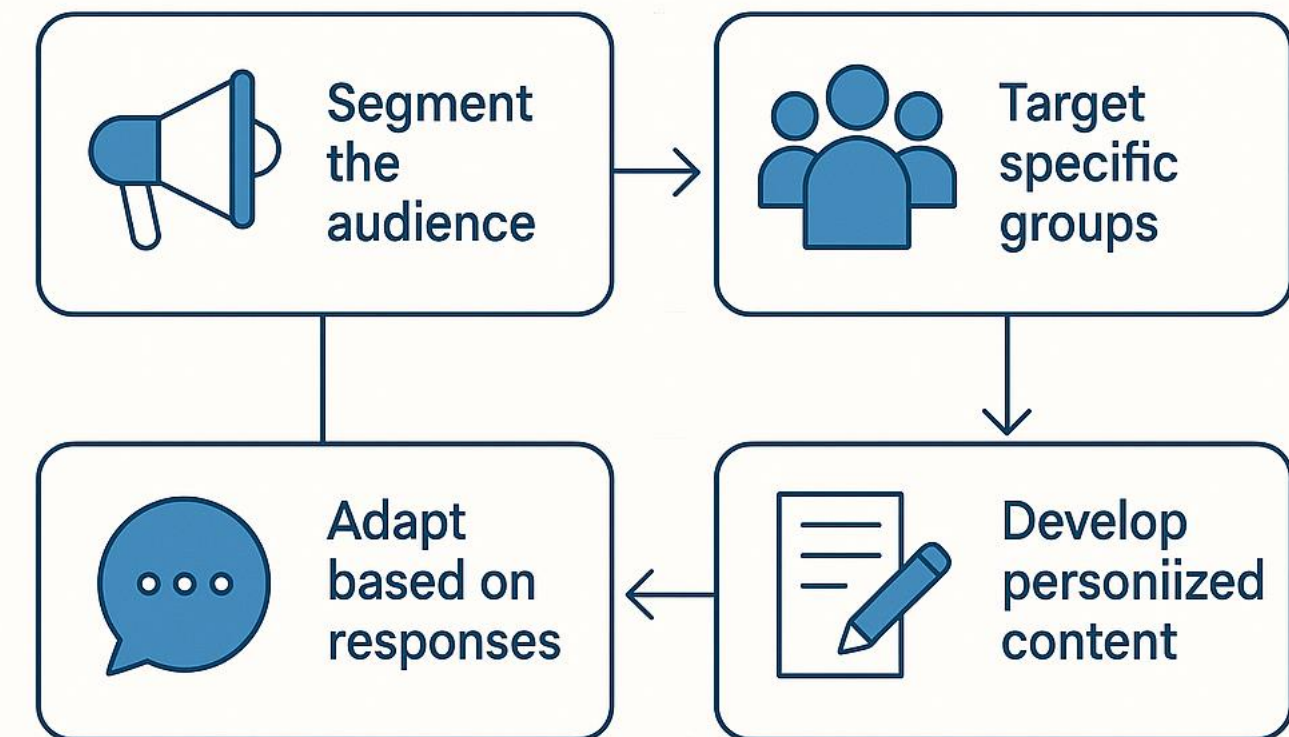 Segment
the
audience
Target
specific
groups
Adapt
based on
responses
Develop
personiized
content